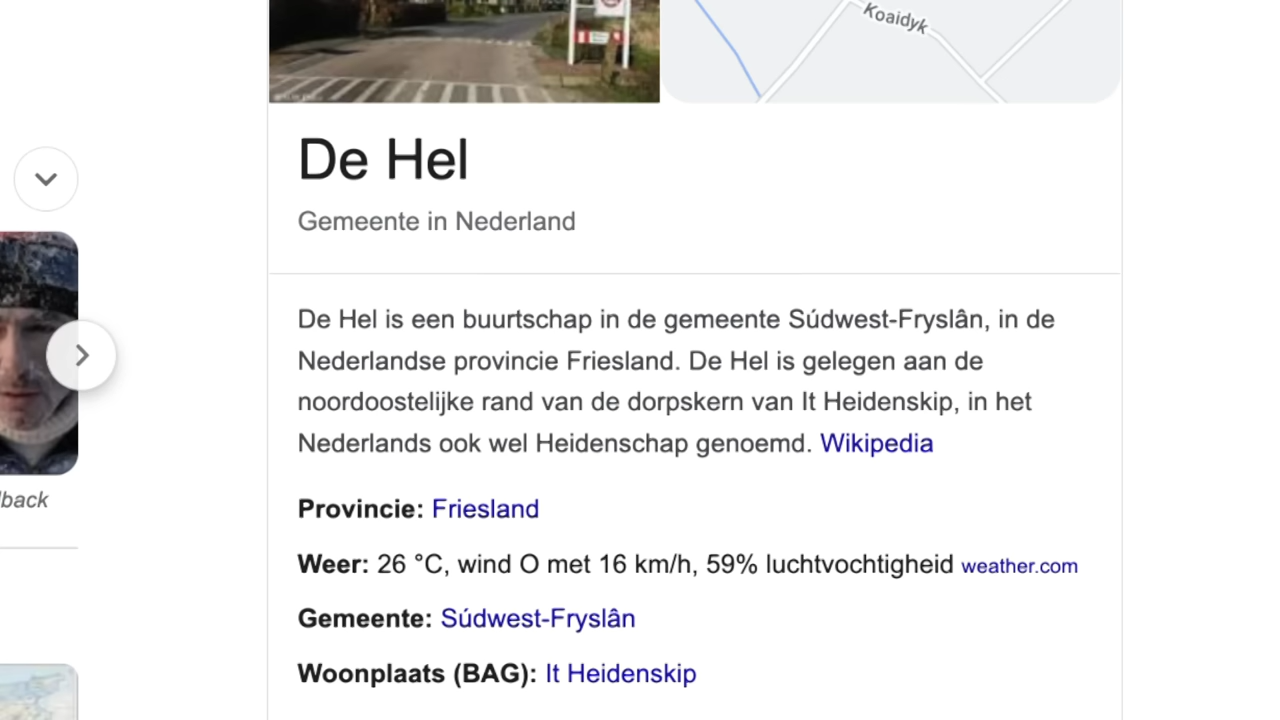 Koaidyk
De Hel
Gemeente in Nederland
De Hel is een buurtschap in de gemeente Súdwest-Fryslân, in de
Nederlandse provincie Friesland. De Hel is gelegen aan de
noordoostelijke rand van de dorpskern van It Heidenskip, in het
Nederlands ook wel Heidenschap genoemd. Wikipedia
back
Provincie: Friesland
Weer: 26 °C, wind O met 16 km/h, 59% luchtvochtigheid weather.com
Gemeente: Súdwest-Fryslân
Woonplaats (BAG): It Heidenskip